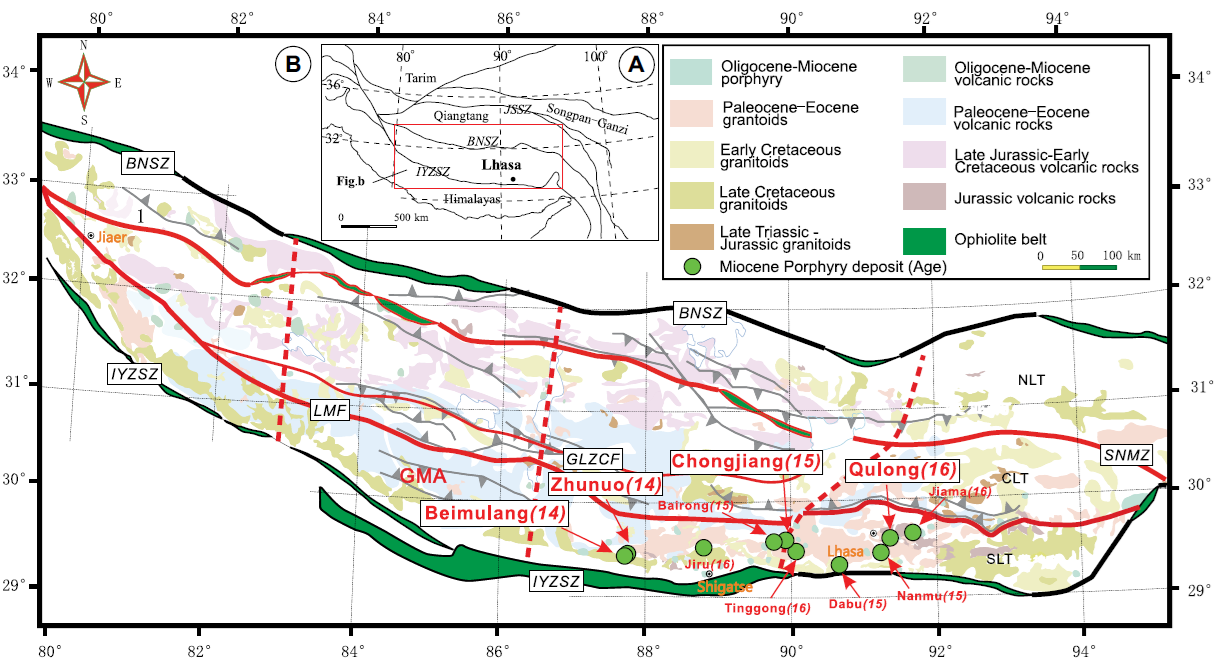 80°
82°
84°
86°
88°
90°
92°
94°
34°
33°
32°
31°
30°
29°
34°
33°
32°
31°
30°
29°
80°
82°
84°
86°
88°
90°
92°
94°
N
W
E
S
B
A
80°
90°
100°
36°
32°
Tarim
JSSZ
Songpan-Ganzi
Qiangtang
BNSZ
IYZSZ
Lhasa
Fig.b
Himalayas
0
500 km
Oligocene-Miocene
porphyry
Paleocene-Eocene
granitoids
Early Cretaceous
granitoids
Late Cretaceous
granitoids
Late Triassic -
Jurassic granitoids
Miocene Porphyry deposit (Age)
Oligocene-Miocene
volcanic rocks
Paleocene-Eocene
volcanic rocks
Late Jurassic-Early
Cretaceous volcanic rocks
Jurassic volcanic rocks
Ophiolite belt
0
50
100 km
BNSZ
1
Jiaer
BNSZ
IYZSZ
LMF
NLT
GLZCF
SNMZ
GMA
Chongjiang(15)
Qulong(16)
CLT
Zhunuo(14)
Jiama(16)
Bairong(15)
Beimulang(14)
Lhasa
SLT
Jiru(16)
IYZSZ
Shigatse
Tinggong(16)
Dabu(15)
Nanmu(15)